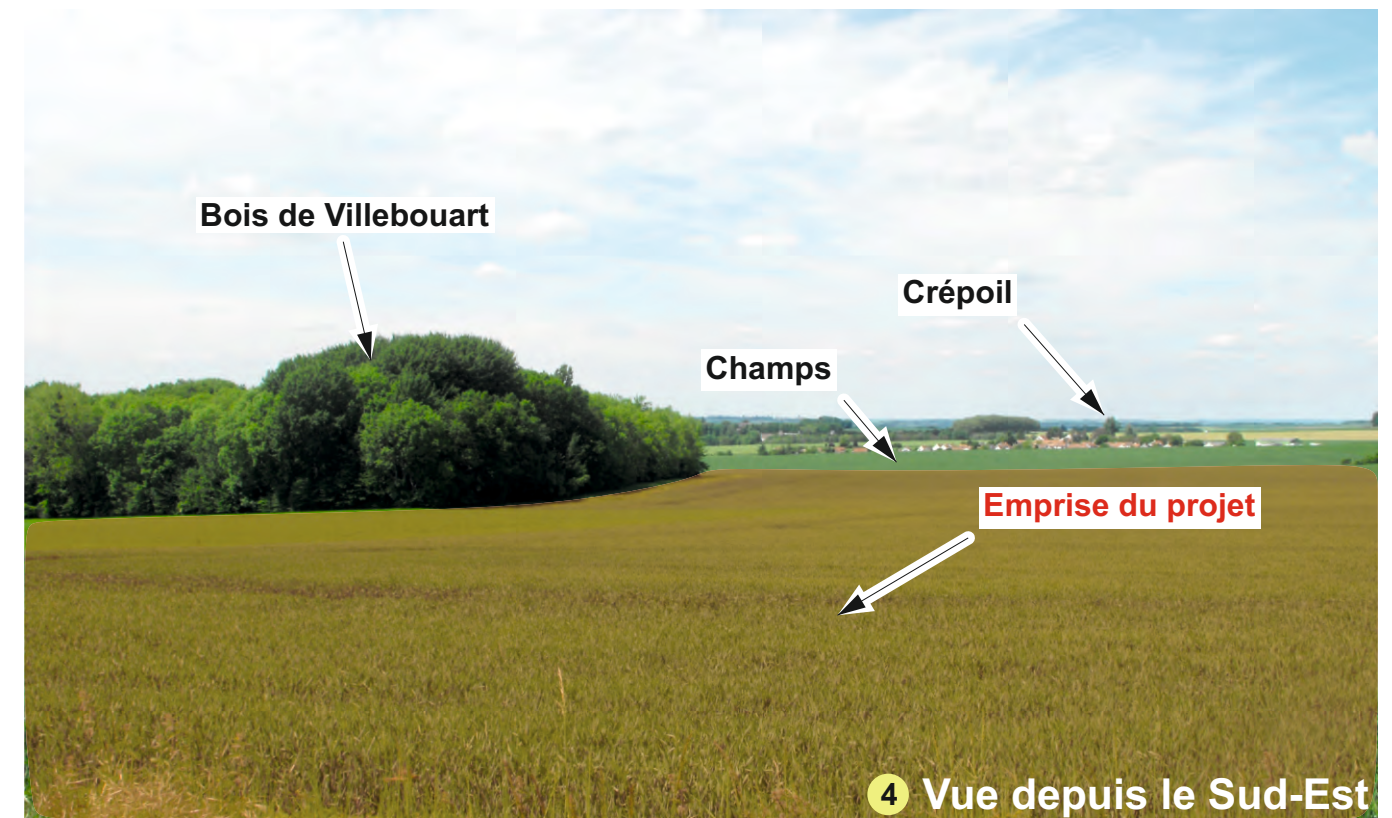 Bois de Villebouart
Crépoil
Champs
Emprise du projet
4 Vue depuis le Sud-Est